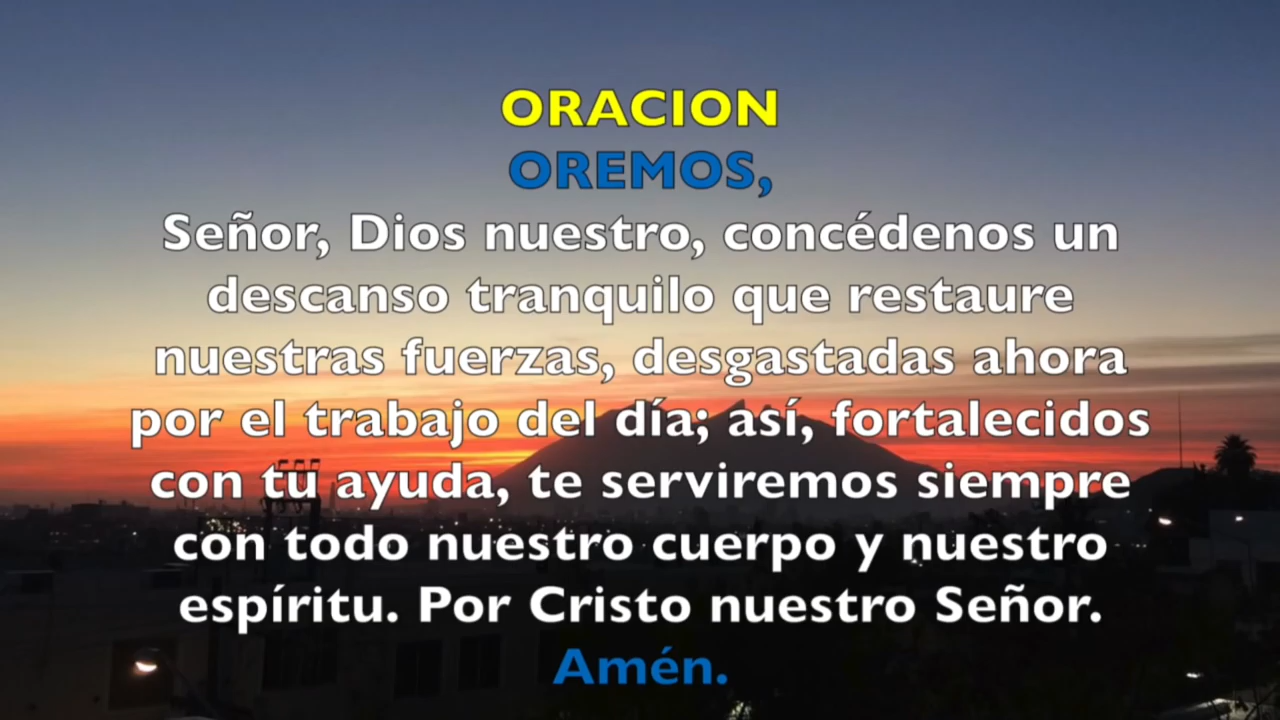 ORACION
OREMOS,
Señor, Dios nuestro, concédenos un
descanso tranquilo que restaure
nuestras fuerzas, desgastadas ahora
por el trabajo del día; así, fortalecidos
con tu ayuda, te serviremos siempre
con todo nuestro cuerpo y nuestro
espíritu. Por Cristo nuestro Señor.
Amén.